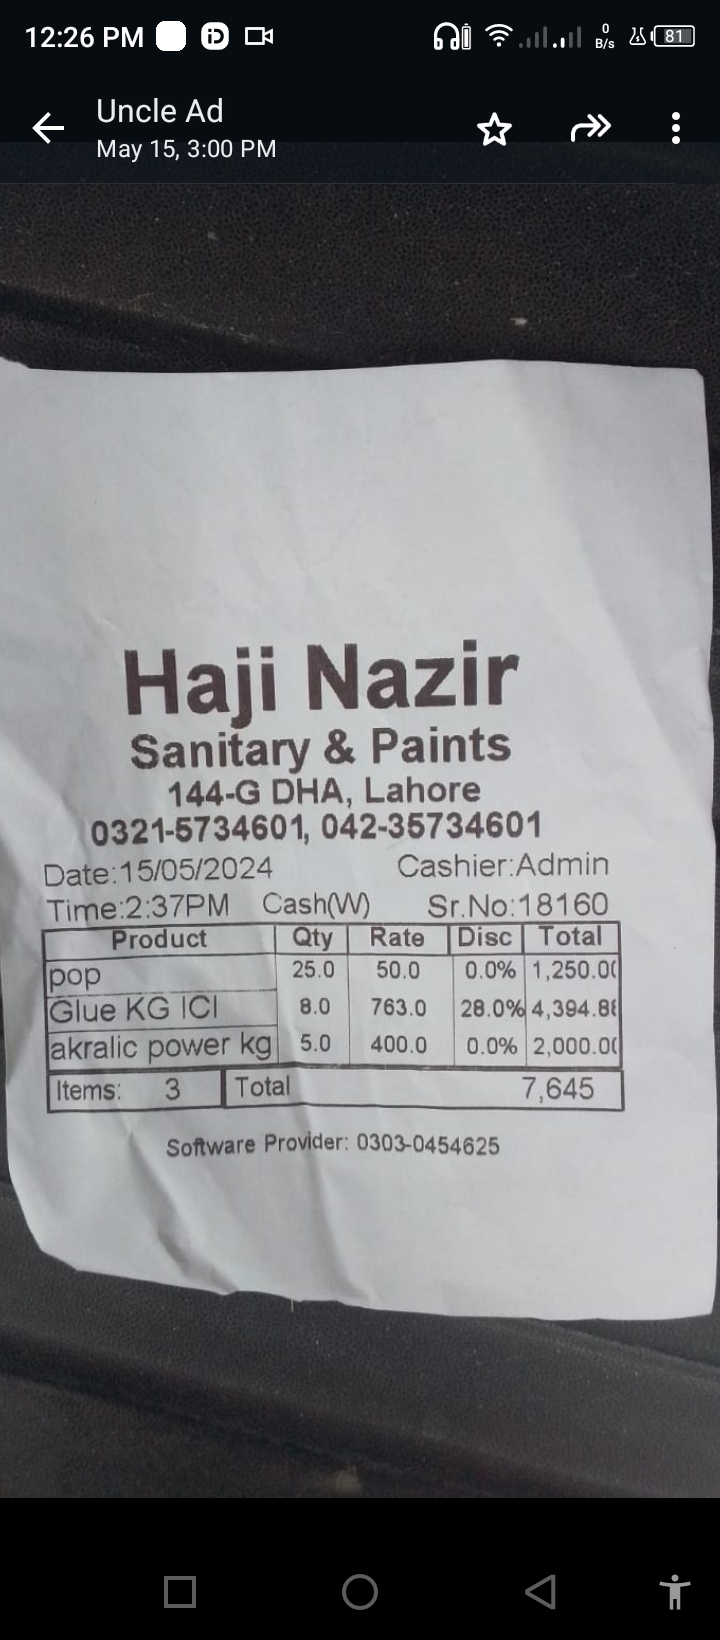 12:26 PM
0 B/s
81
Uncle Ad
May 15, 3:00 PM
Haji Nazir
Sanitary & Paints
144-G DHA, Lahore
0321-5734601, 042-35734601
Date:15/05/2024 Cashier:Admin
Time:2:37PM Cash(W) Sr.No:18160
Product Qty Rate Disc Total
pop 25.0 50.0 0.0% 1,250.0(
Glue KG ICI 8.0 763.0 28.0% 4,394.8
akralic power kg 5.0 400.0 0.0% 2,000.0(
Items: 3 Total 7,645
Software Provider: 0303-0454625